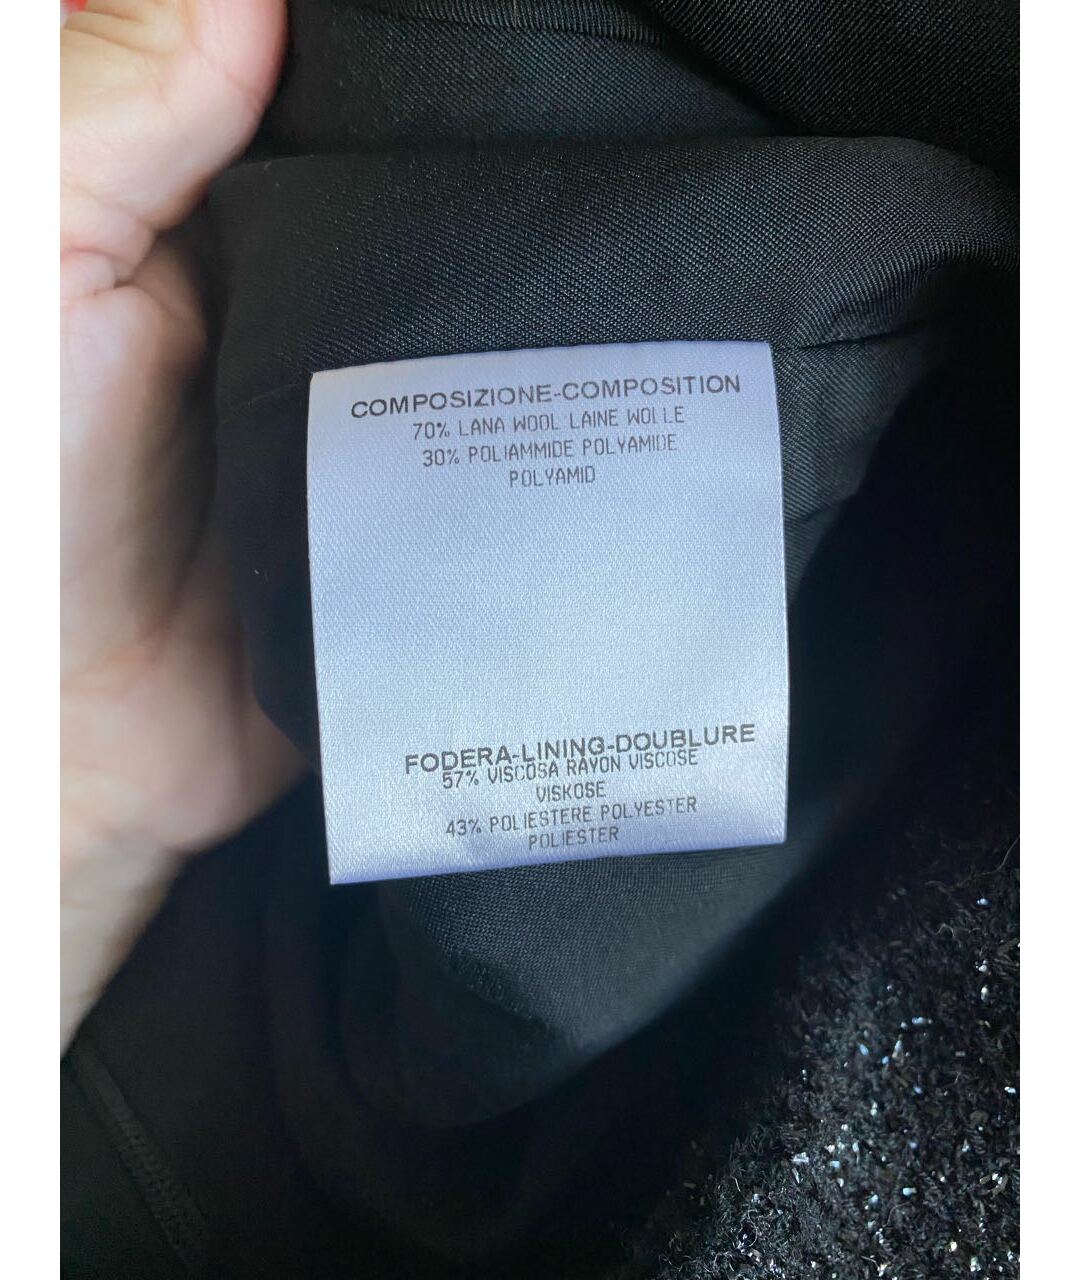 COMPOSIZIONE-COMPOSITION
70% LANA WOOL LAINE WOLLE
30% POLIAMMIDE POLYAMIDE
POLYAMID
FODERA-LINING-DOUBLURE
57% VISCOSA RAYON VISCOSE
VISKOSE
43% POLIESTERE POLYESTER
POLIESTER